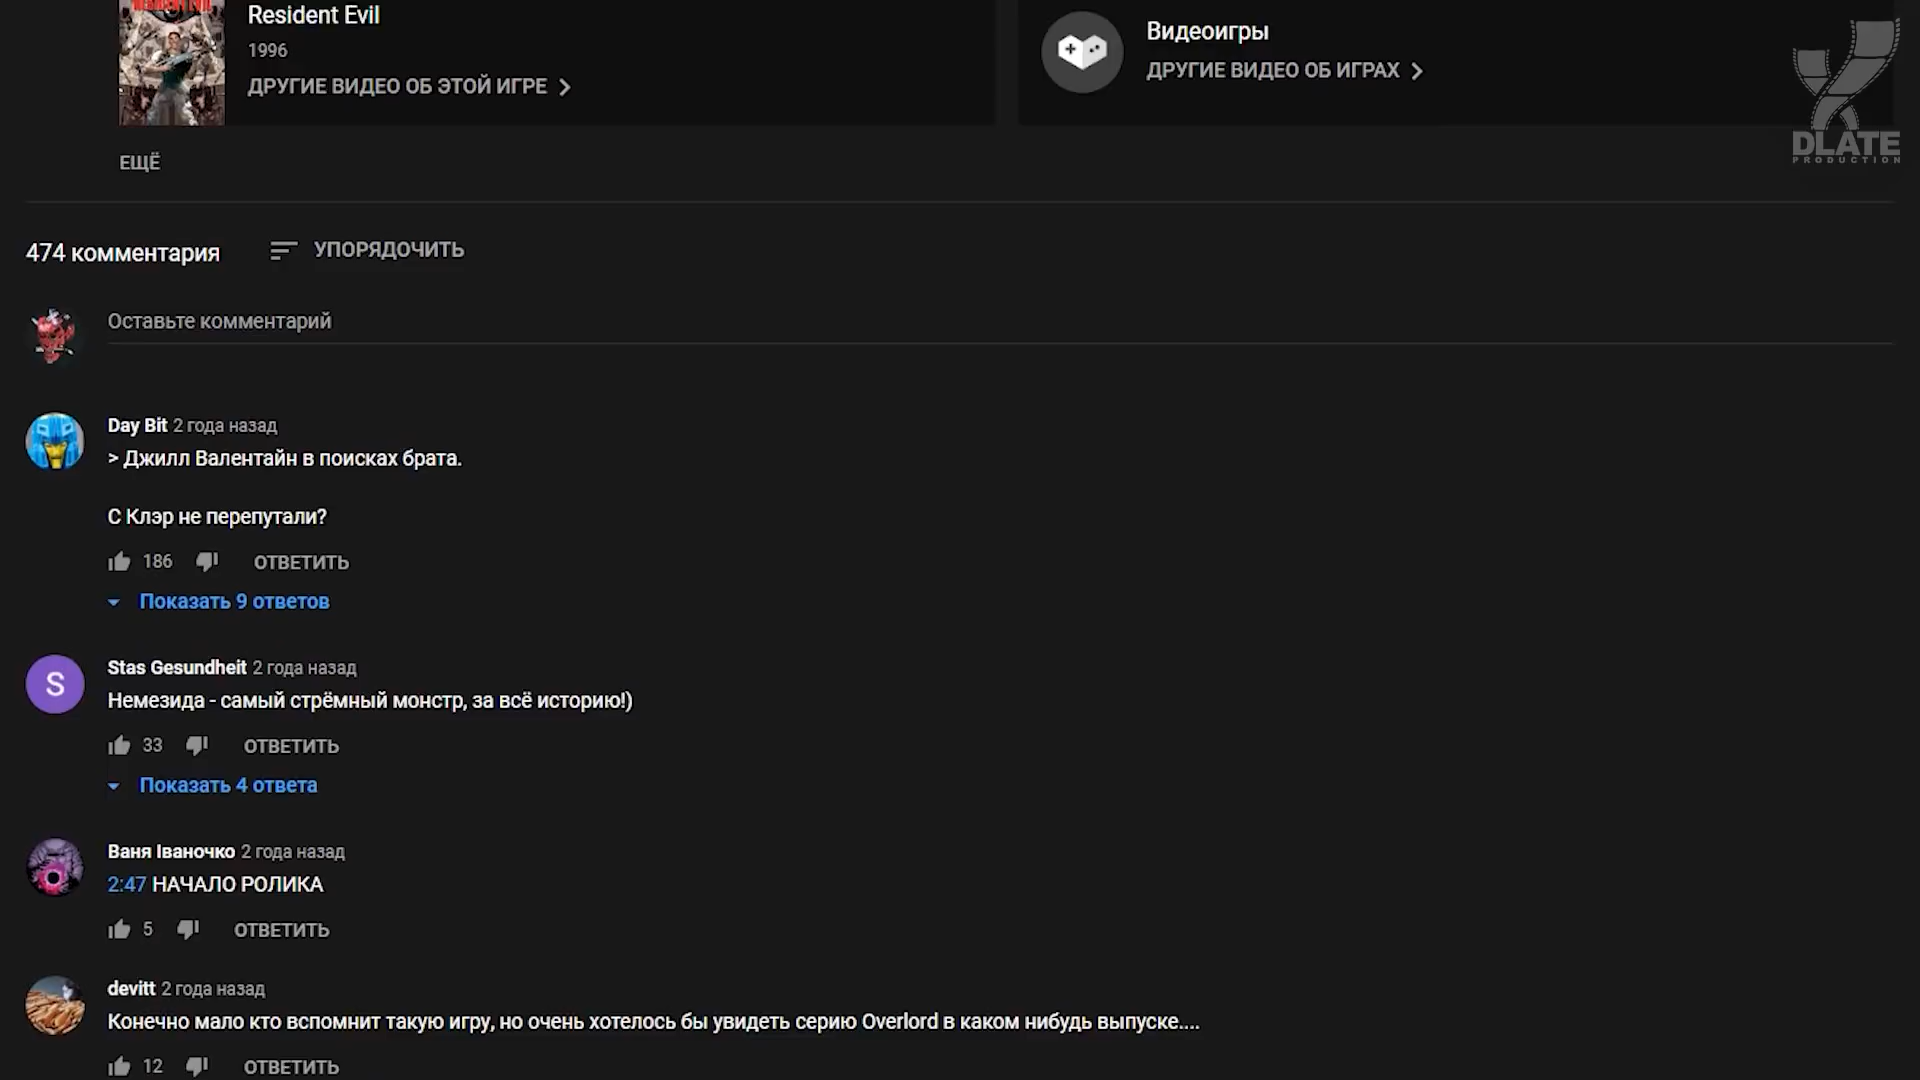 RESIDENT EVIL
Resident Evil
1996
ДРУГИЕ ВИДЕО ОБ ЭТОЙ ИГРЕ
Видеоигры
ДРУГИЕ ВИДЕО ОБ ИГРАХ
DLATE
PRODUCTION
ЕЩЁ
474 комментария
УПОРЯДОЧИТЬ
Оставьте комментарий
Day Bit 2 года назад
> Джилл Валентайн в поисках брата.
С Клэр не перепутали?
186
ОТВЕТИТЬ
Показать 9 ответов
S
Stas Gesundheit 2 года назад
Немезида - самый стрёмный монстр, за всё историю!)
33
ОТВЕТИТЬ
Показать 4 ответа
Ваня Іваночко 2 года назад
2:47 НАЧАЛО РОЛИКА
5
ОТВЕТИТЬ
devitt 2 года назад
Конечно мало кто вспомнит такую игру, но очень хотелось бы увидеть серию Overlord в каком нибудь выпуске....
12
ОТВЕТИТЬ